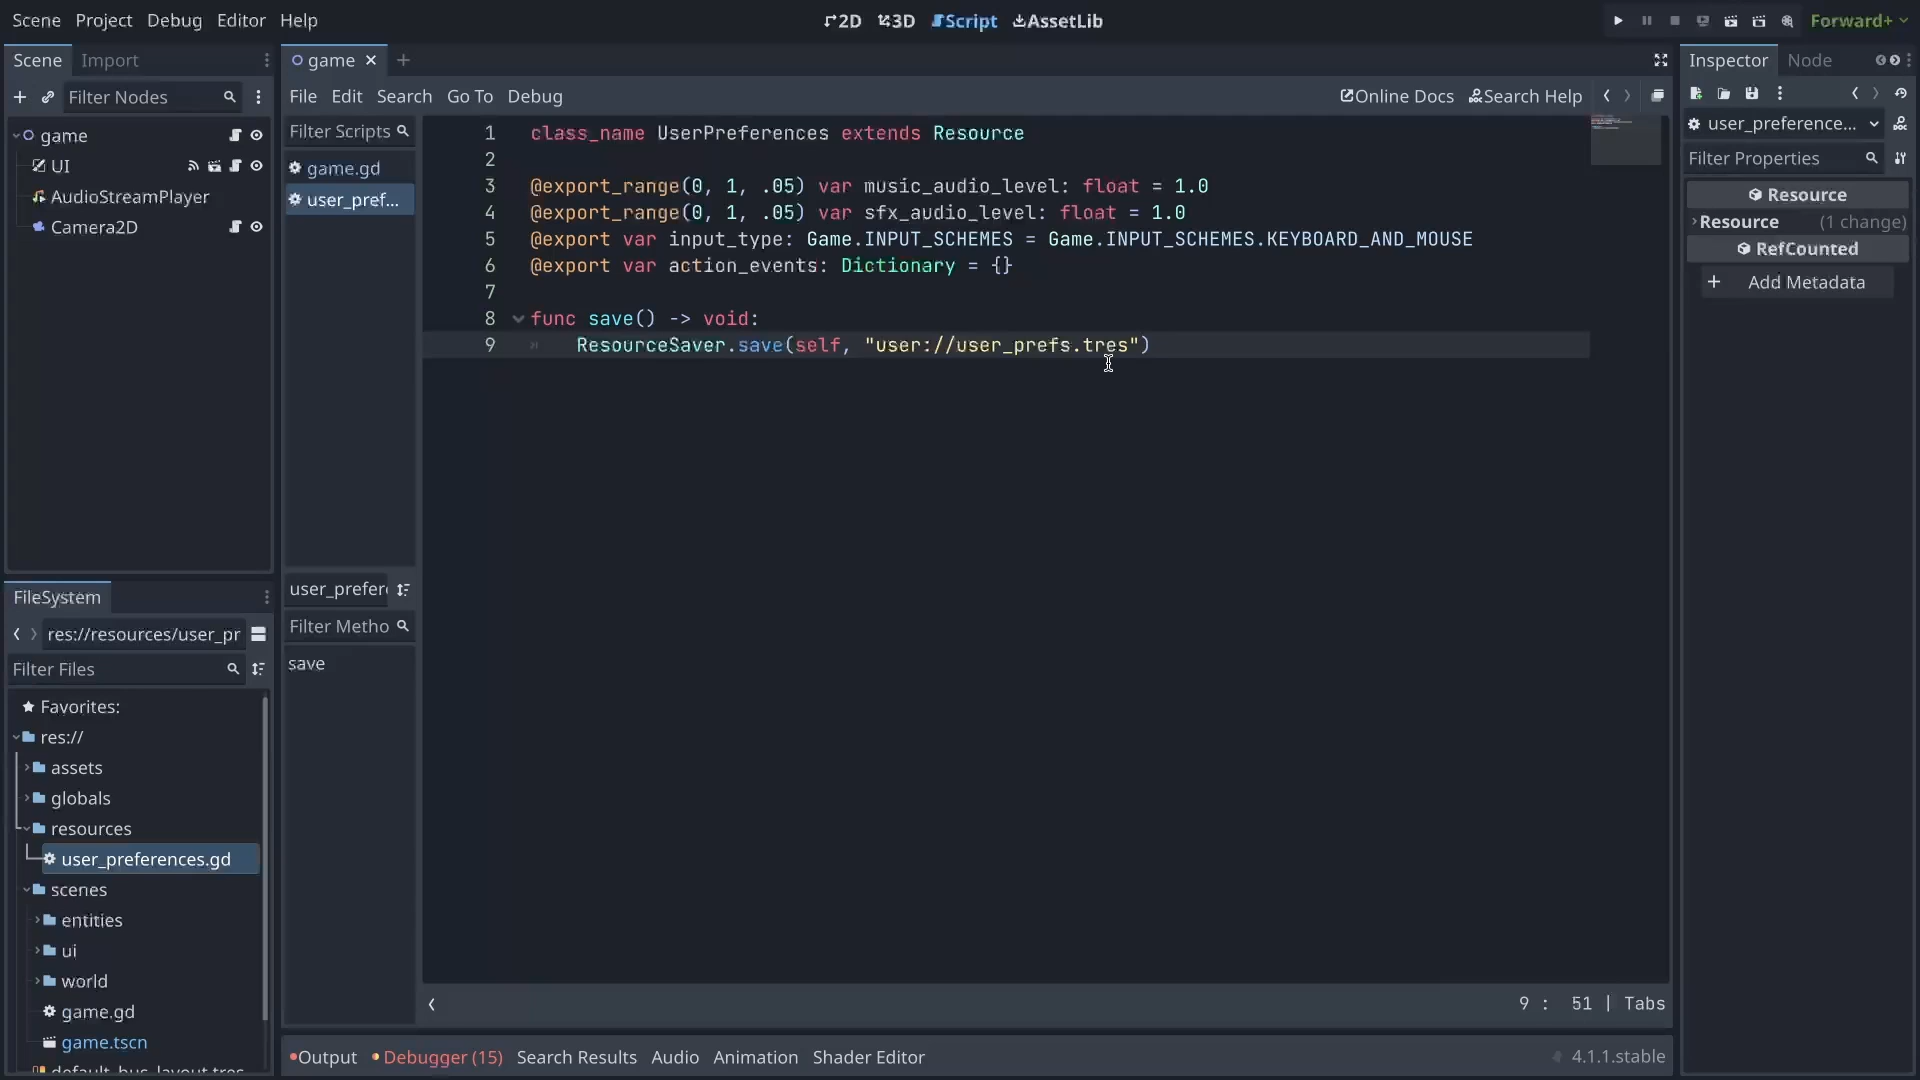 Scene Project Debug Editor Help
2D 3D Script AssetLib
Forward+
Scene Import
Filter Nodes
game
UI
AudioStreamPlayer
Camera2D
FileSystem
res://resources/user_pr
Filter Files
Favorites:
res://
assets
globals
resources
user_preferences.gd
scenes
entities
ui
world
game.gd
game.tscn
default_bus_layout.tres
game
File Edit Search Go To Debug
Online Docs Search Help
Filter Scripts
game.gd
user_pref...
user_prefer
Filter Metho
save
1 class_name UserPreferences extends Resource
2
3 @export_range(0, 1, .05) var music_audio_level: float = 1.0
4 @export_range(0, 1, .05) var sfx_audio_level: float = 1.0
5 @export var input_type: Game.INPUT_SCHEMES = Game.INPUT_SCHEMES.KEYBOARD_AND_MOUSE
6 @export var action_events: Dictionary = {}
7
8 func save() -> void:
9 ResourceSaver.save(self, "user://user_prefs.tres")
9 : 51 | Tabs
Output Debugger (15) Search Results Audio Animation Shader Editor
4.1.1.stable
Inspector Node
user_preference...
Filter Properties
Resource
Resource (1 change)
RefCounted
+ Add Metadata